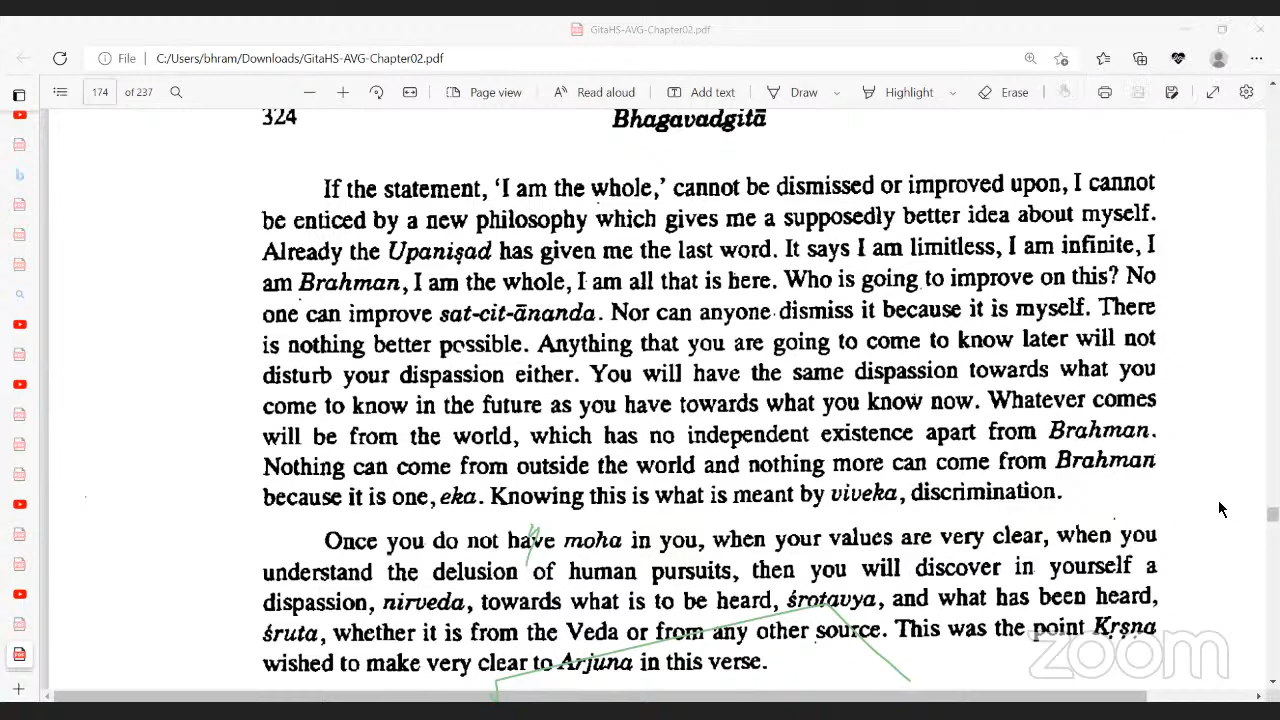 GitaHS-AVG-Chapter02.pdf
File | C:/Users/bhram/Downloads/GitaHS-AVG-Chapter02.pdf
174 of 237 Page view Read aloud Add text Draw Highlight Erase
324 Bhagavadgitā
If the statement, 'I am the whole,' cannot be dismissed or improved upon, I cannot
be enticed by a new philosophy which gives me a supposedly better idea about myself.
Already the Upaniṣad has given me the last word. It says I am limitless, I am infinite, I
am Brahman, I am the whole, I am all that is here. Who is going to improve on this? No
one can improve sat-cit-ānanda. Nor can anyone dismiss it because it is myself. There
is nothing better possible. Anything that you are going to come to know later will not
disturb your dispassion either. You will have the same dispassion towards what you
come to know in the future as you have towards what you know now. Whatever comes
will be from the world, which has no independent existence apart from Brahman.
Nothing can come from outside the world and nothing more can come from Brahman
because it is one, eka. Knowing this is what is meant by viveka, discrimination.
Once you do not have moha in you, when your values are very clear, when you
understand the delusion of human pursuits, then you will discover in yourself a
dispassion, nirveda, towards what is to be heard, śrotavya, and what has been heard,
śruta, whether it is from the Veda or from any other source. This was the point Kṛṣṇa
wished to make very clear to Arjuna in this verse.
zoom